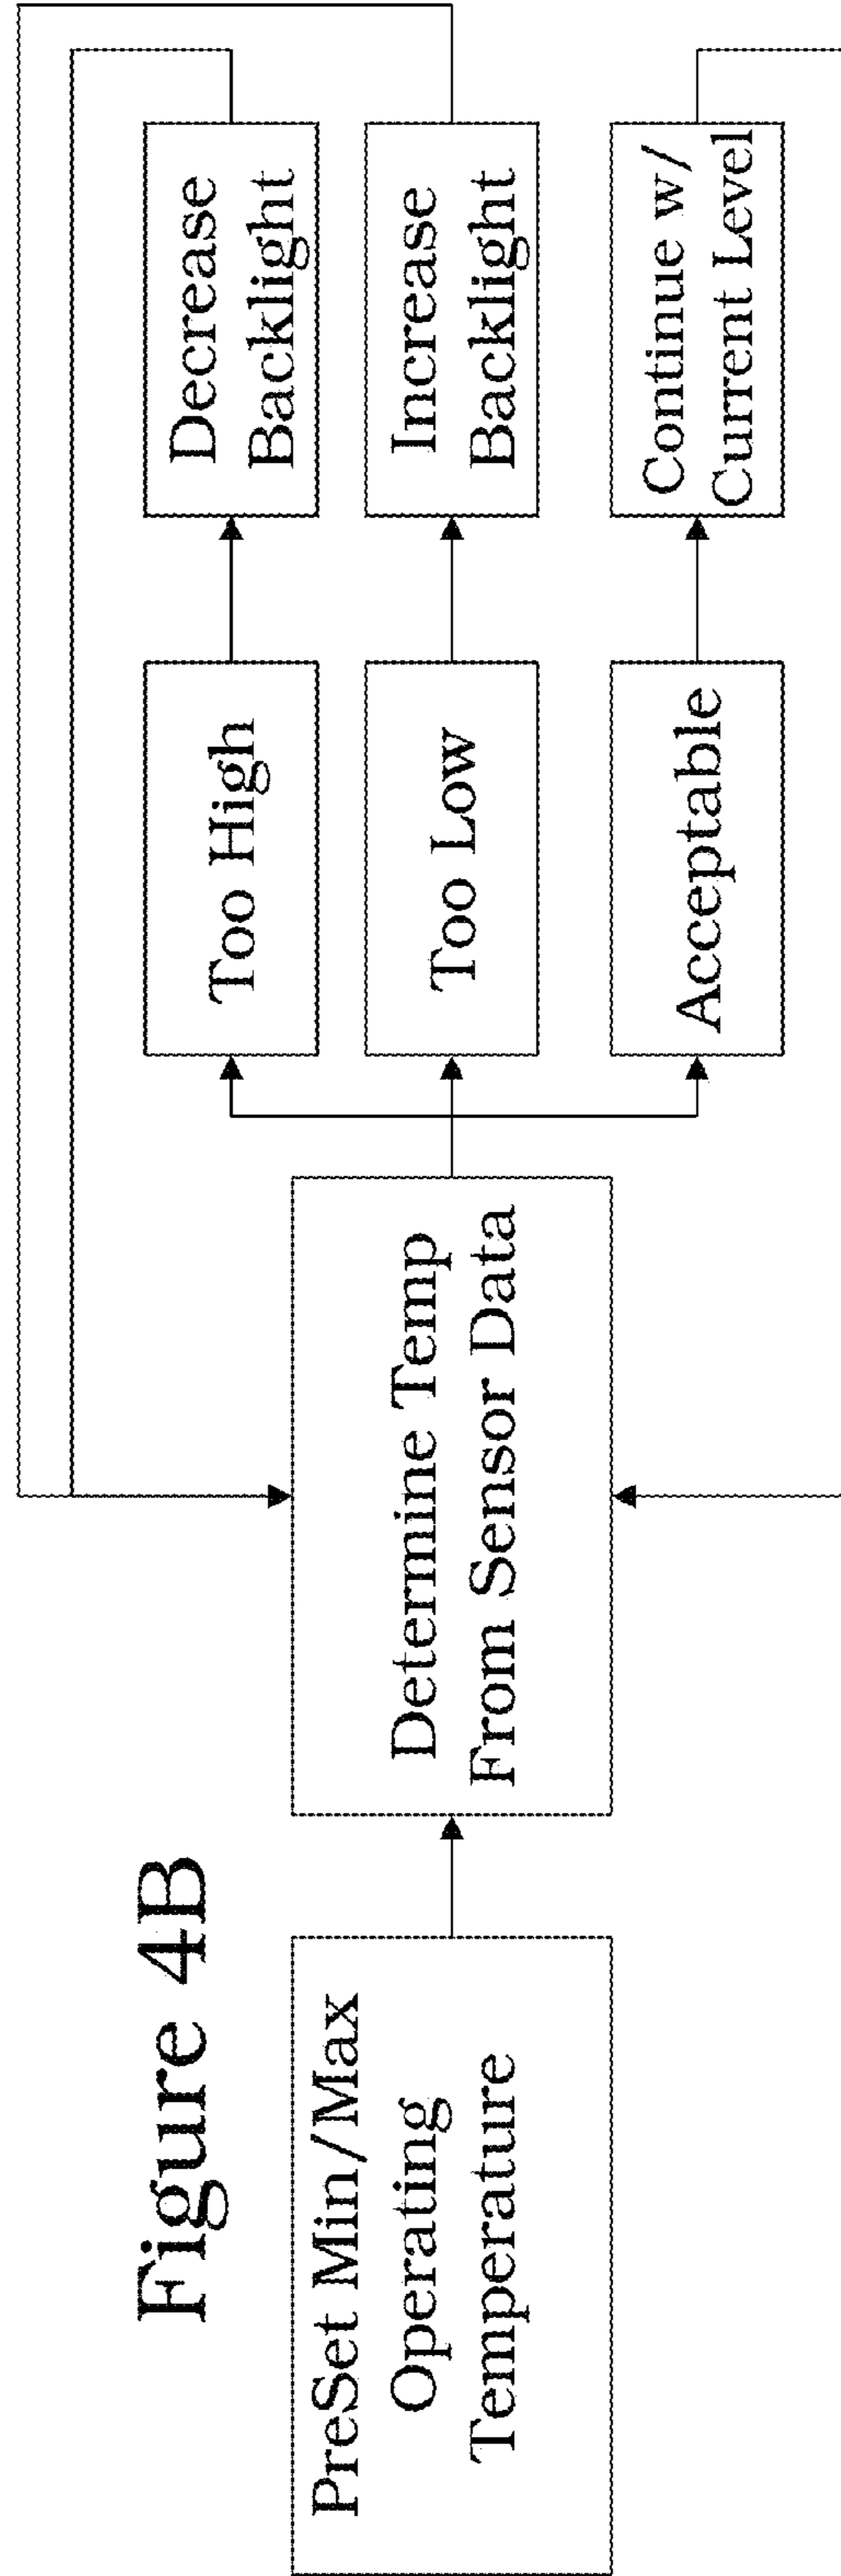 Figure 4B
PreSet Min/Max
Operating
Temperature
Determine Temp
From Sensor Data
Too High
Too Low
Acceptable
Decrease
Backlight
Increase
Backlight
Continue w/
Current Level